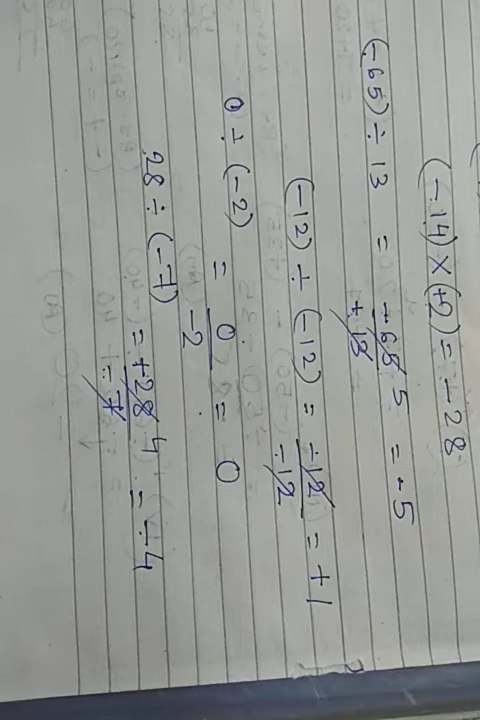 (-14) × (+2) = -28
(-65) ÷ 13 = -65/+13 5 = -5
(-12) ÷ (-12) = -12/-12 = +1
0 ÷ (-2) = 0/-2 = 0
28 ÷ (-7) = +28/-7 4 = -4